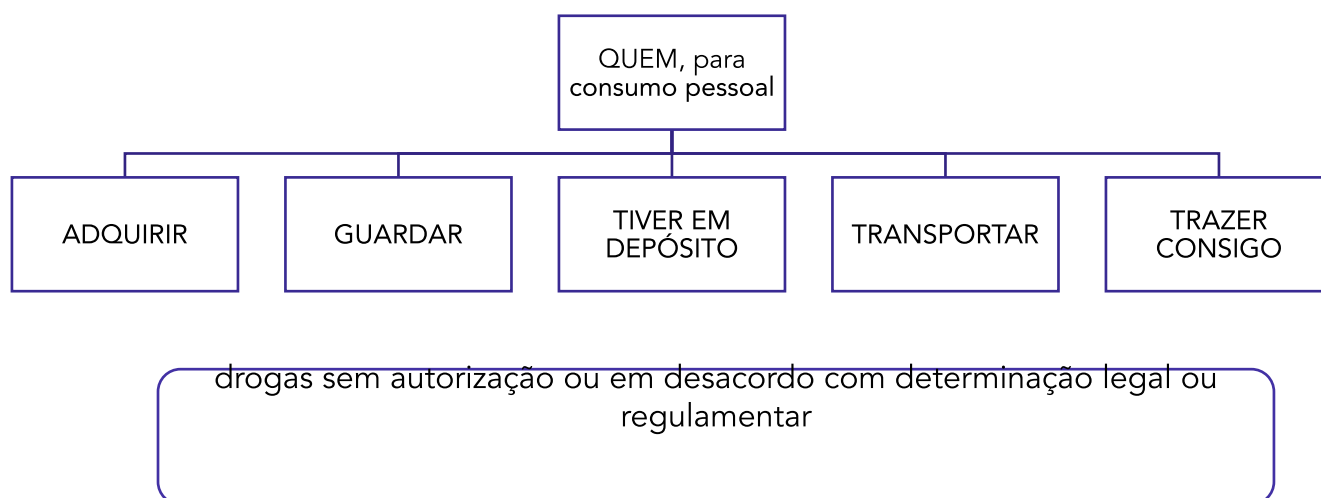 QUEM, para
consumo pessoal
ADQUIRIR
GUARDAR
TIVER EM
DEPÓSITO
TRANSPORTAR
TRAZER
CONSIGO
drogas sem autorização ou em desacordo com determinação legal ou
regulamentar